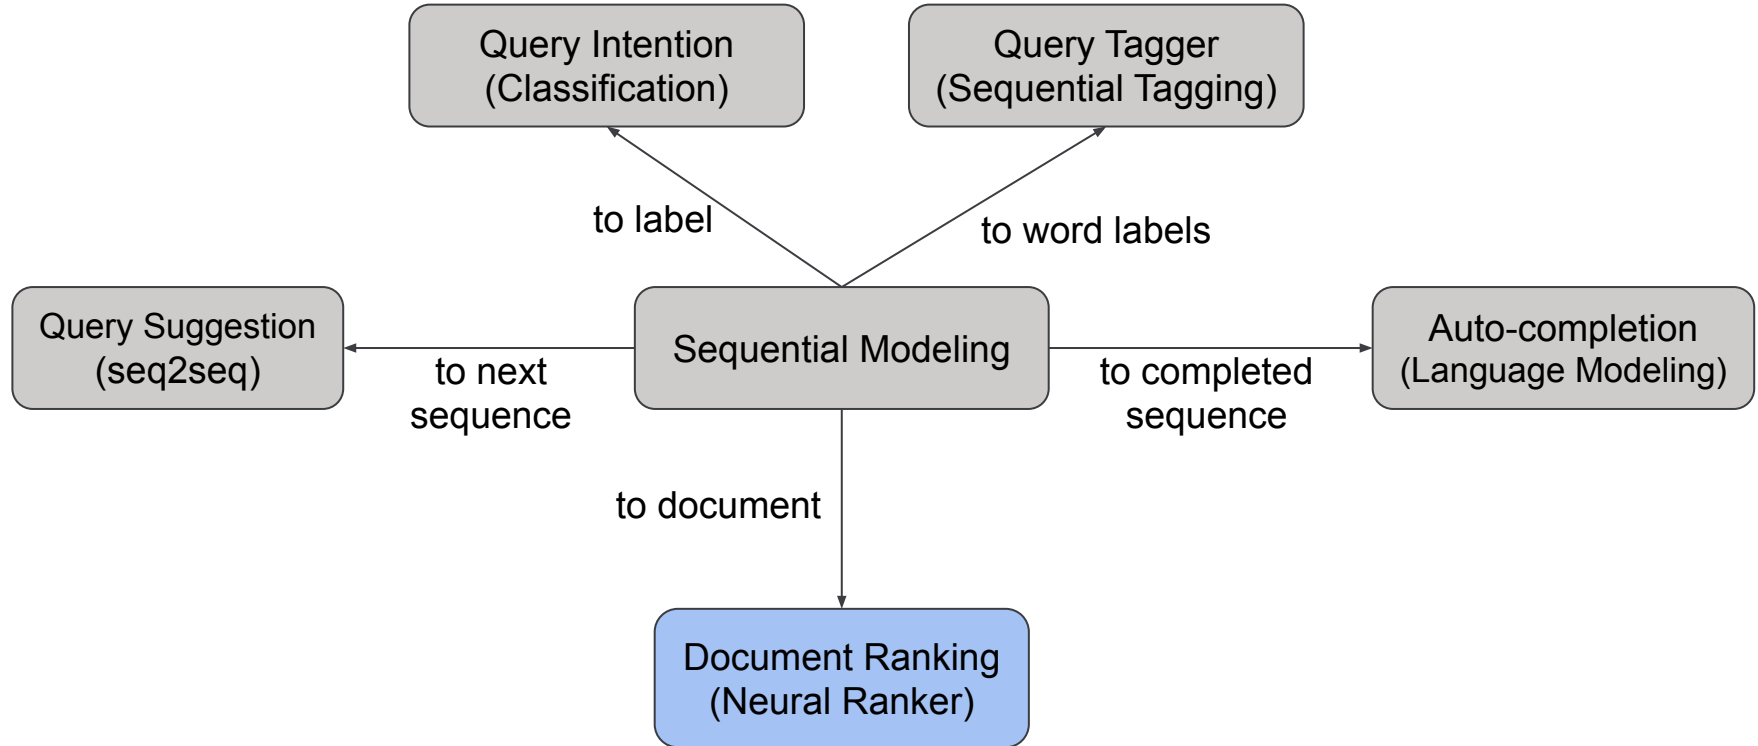 Query Intention
(Classification)
Query Tagger
(Sequential Tagging)
to label
to word labels
Query Suggestion
(seq2seq)
to next
sequence
Sequential Modeling
to completed
sequence
Auto-completion
(Language Modeling)
to document
Document Ranking
(Neural Ranker)